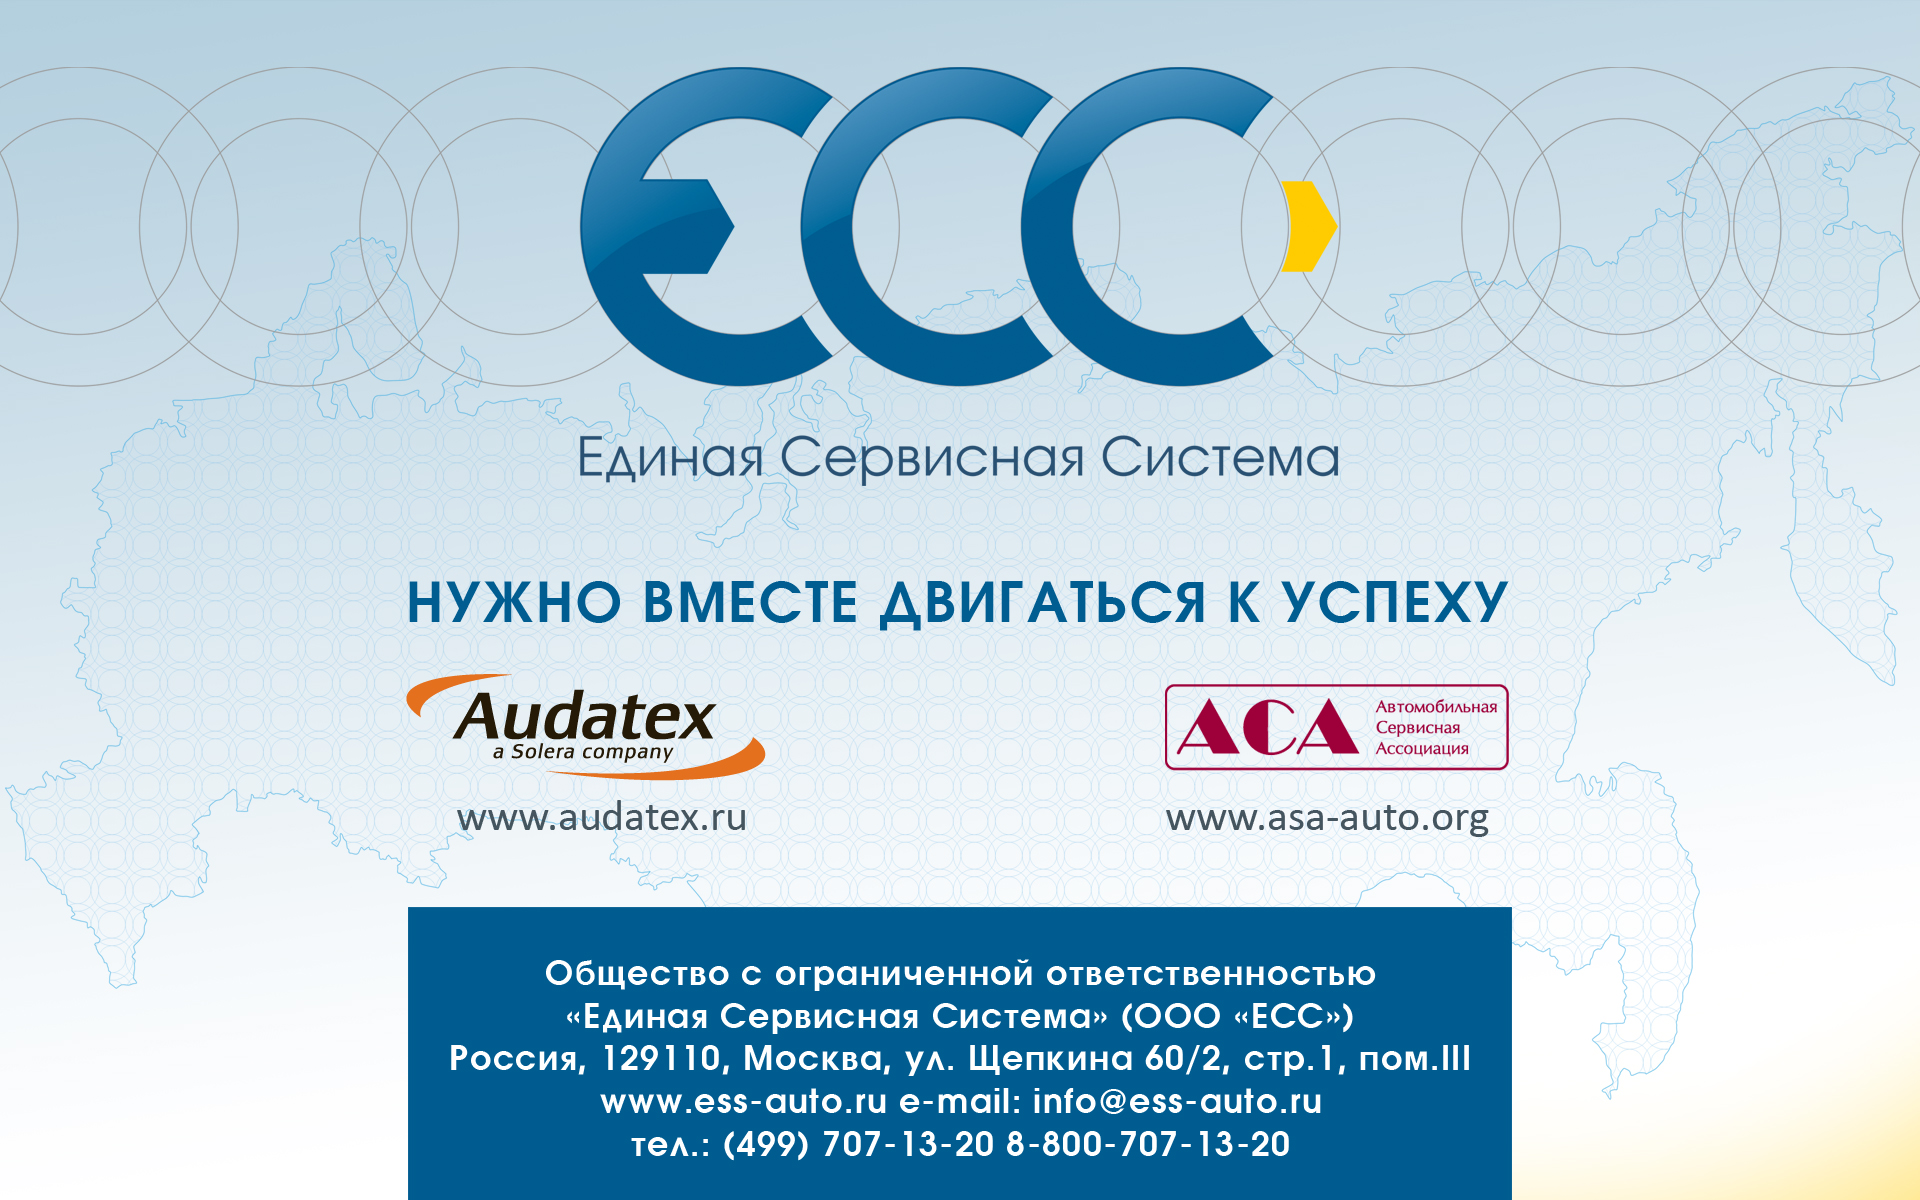 ЕСС
Единая Сервисная Система
НУЖНО ВМЕСТЕ ДВИГАТЬСЯ К УСПЕХУ
Audatex
a Solera company
www.audatex.ru
АСА
Автомобильная
Сервисная
Ассоциация
www.asa-auto.org
Общество с ограниченной ответственностью
«Единая Сервисная Система» (ООО «ЕСС»)
Россия, 129110, Москва, ул. Щепкина 60/2, стр.1, пом.III
www.ess-auto.ru e-mail: info@ess-auto.ru
тел.: (499) 707-13-20 8-800-707-13-20